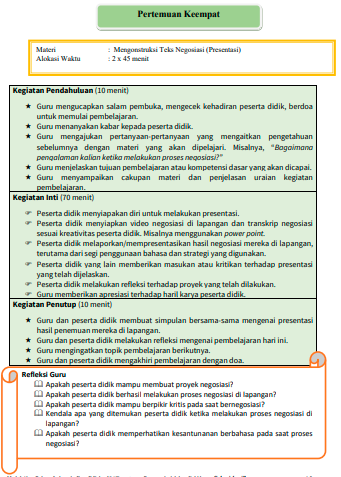 Pertemuan Keempat
Materi : Mengonstruksi Teks Negosiasi (Presentasi)
Alokasi Waktu : 2 x 45 menit
Kegiatan Pendahuluan (10 menit)
★ Guru mengucapkan salam pembuka, mengecek kehadiran peserta didik, berdoa
untuk memulai pembelajaran.
★ Guru menanyakan kabar kepada peserta didik.
★ Guru mengajukan pertanyaan-pertanyaan yang mengaitkan pengetahuan
sebelumnya dengan materi yang akan dipelajari. Misalnya, "Bagaimana
pengalaman kalian ketika melakukan proses negosiasi?"
★ Guru menjelaskan tujuan pembelajaran atau kompetensi dasar yang akan dicapai.
★ Guru menyampaikan cakupan materi dan penjelasan uraian kegiatan
pembelajaran.
Kegiatan Inti (70 menit)
☞ Peserta didik menyiapkan diri untuk melakukan presentasi.
☞ Peserta didik menyiapkan video negosiasi di lapangan dan transkrip negosiasi
sesuai kreativitas peserta didik. Misalnya menggunakan power point.
☞ Peserta didik melaporkan/mempresentasikan hasil negosiasi mereka di lapangan,
terutama dari segi penggunaan bahasa dan strategi yang digunakan.
☞ Peserta didik yang lain memberikan masukan atau kritikan terhadap presentasi
yang telah dijelaskan.
☞ Peserta didik melakukan refleksi terhadap proyek yang telah dilakukan.
☞ Guru memberikan apresiasi terhadap haril karya peserta didik.
Kegiatan Penutup (10 menit)
★ Guru dan peserta didik membuat simpulan bersama-sama mengenai presentasi
hasil penemuan mereka di lapangan.
★ Guru dan peserta didik melakukan refleksi mengenai pembelajaran hari ini.
★ Guru mengingatkan topik pembelajaran berikutnya.
★ Guru dan peserta didik mengakhiri pembelajaran dengan doa.
Refleksi Guru
🕮 Apakah peserta didik mampu membuat proyek negosiasi?
🕮 Apakah peserta didik berhasil melakukan proses negosiasi di lapangan?
🕮 Apakah peserta didik mampu berpikir kritis pada saat bernegosiasi?
🕮 Kendala apa yang ditemukan peserta didik ketika melakukan proses negosiasi di
lapangan?
🕮 Apakah peserta didik memperhatikan kesantunanan berbahasa pada saat proses
negosiasi?